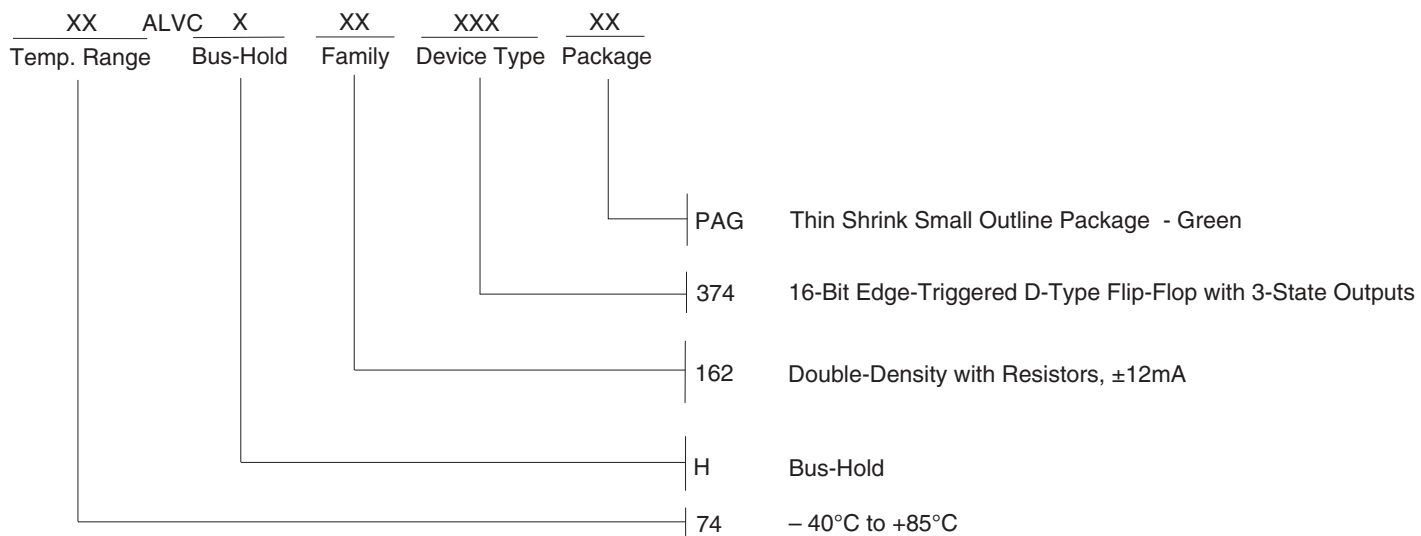 XX ALVC X XX XXX XX
Temp. Range Bus-Hold Family Device Type Package
PAG Thin Shrink Small Outline Package - Green
374 16-Bit Edge-Triggered D-Type Flip-Flop with 3-State Outputs
162 Double-Density with Resistors, ±12mA
H Bus-Hold
74 – 40°C to +85°C